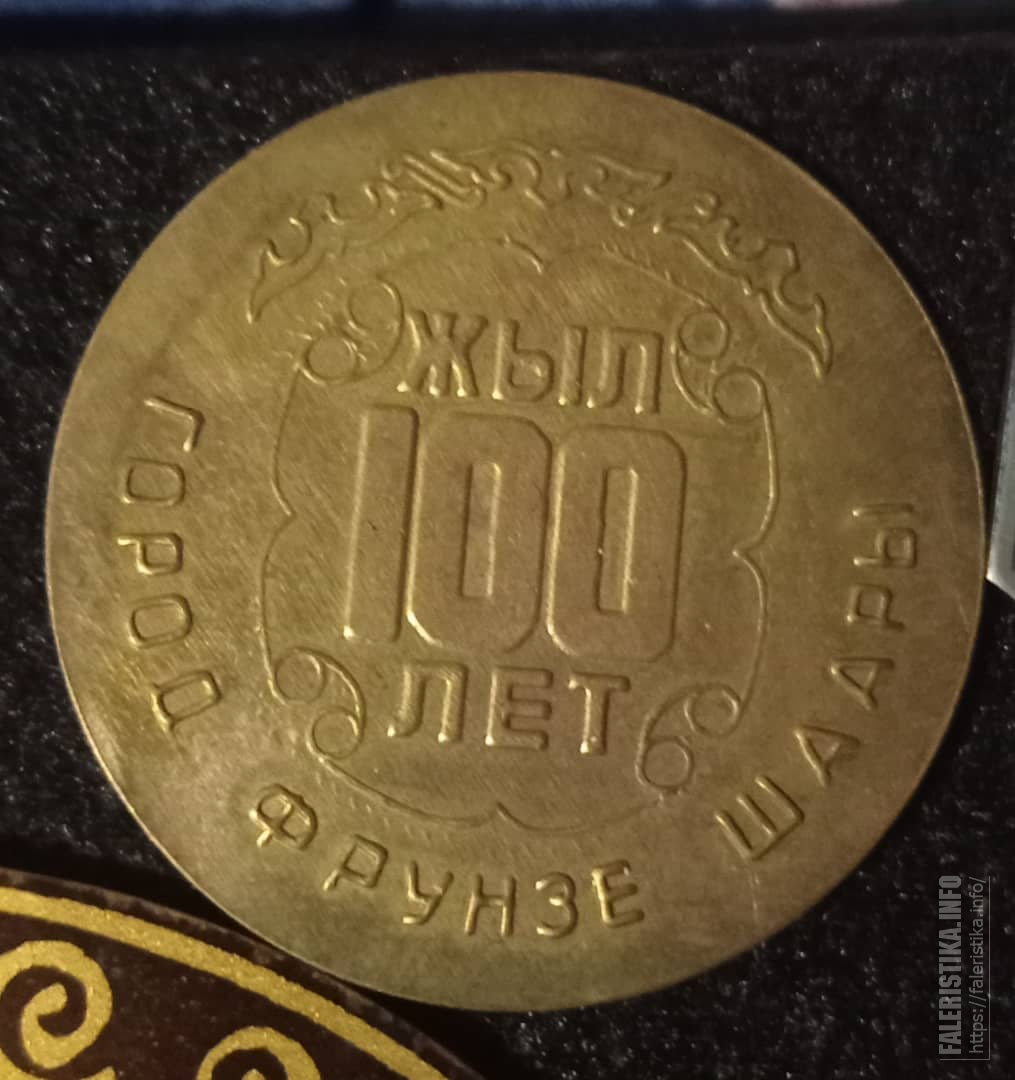 ЖЫЛ
100
ЛЕТ
ГОРОД ФРУНЗЕ ШААРЫ
FALERISTIKA.INFO
https://faleristika.info/